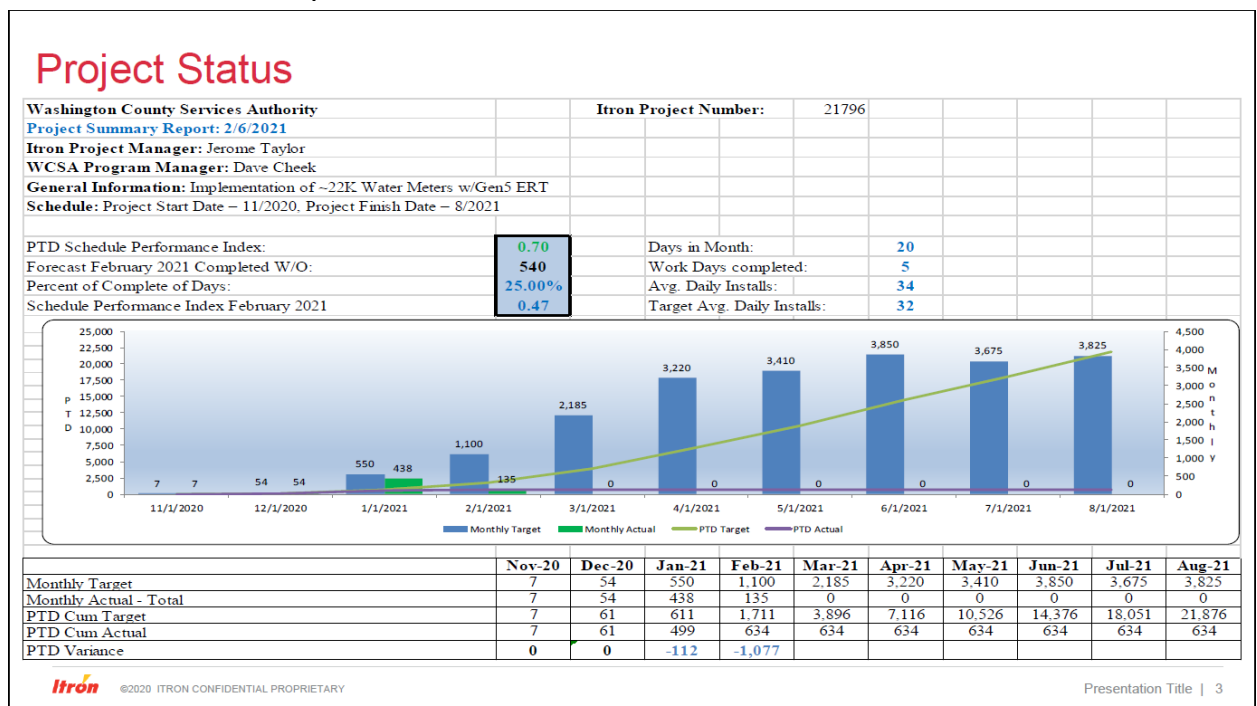 Project Status
Washington County Services Authority Itron Project Number: 21796
Project Summary Report: 2/6/2021
Itron Project Manager: Jerome Taylor
WCSA Program Manager: Dave Cheek
General Information: Implementation of ~22K Water Meters w/Gen5 ERT
Schedule: Project Start Date – 11/2020, Project Finish Date – 8/2021
PTD Schedule Performance Index: 0.70 Days in Month: 20
Forecast February 2021 Completed W/O: 540 Work Days completed: 5
Percent of Complete of Days: 25.00% Avg. Daily Installs: 34
Schedule Performance Index February 2021 0.47 Target Avg. Daily Installs: 32
25,000
22,500
20,000
17,500
15,000
12,500
10,000
7,500
5,000
2,500
0
PTD
7 7 54 54 550 438 1,100 135 2,185 0 3,220 0 3,410 0 3,850 0 3,675 0 3,825 0
4,500
4,000
3,500
3,000
2,500
2,000
1,500
1,000
500
0
Monthly
11/1/2020 12/1/2020 1/1/2021 2/1/2021 3/1/2021 4/1/2021 5/1/2021 6/1/2021 7/1/2021 8/1/2021
Monthly Target Monthly Actual PTD Target PTD Actual
Nov-20 Dec-20 Jan-21 Feb-21 Mar-21 Apr-21 May-21 Jun-21 Jul-21 Aug-21
Monthly Target 7 54 550 1,100 2,185 3,220 3,410 3,850 3,675 3,825
Monthly Actual - Total 7 54 438 135 0 0 0 0 0 0
PTD Cum Target 7 61 611 1,711 3,896 7,116 10,526 14,376 18,051 21,876
PTD Cum Actual 7 61 499 634 634 634 634 634 634 634
PTD Variance 0 0 -112 -1,077
Itron ©2020 ITRON CONFIDENTIAL PROPRIETARY Presentation Title | 3